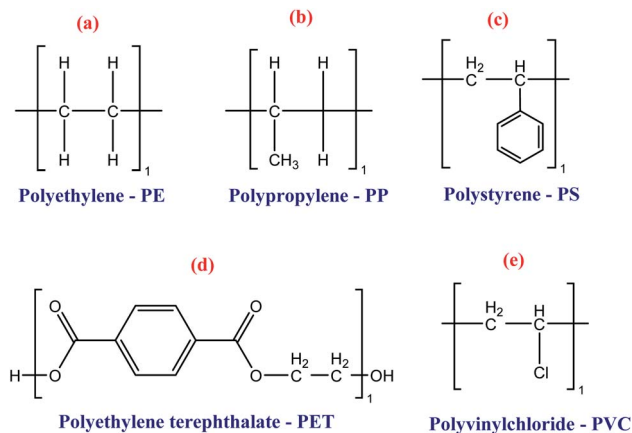 (a)
H H
C C
H H
1
Polyethylene - PE
(b)
H H
C
CH3 H
1
Polypropylene - PP
(c)
H2 H
C C
1
Polystyrene - PS
(d)
O O
H2 H2
H O O C C OH
1
Polyethylene terephthalate - PET
(e)
H2 H
C C
Cl
1
Polyvinylchloride - PVC